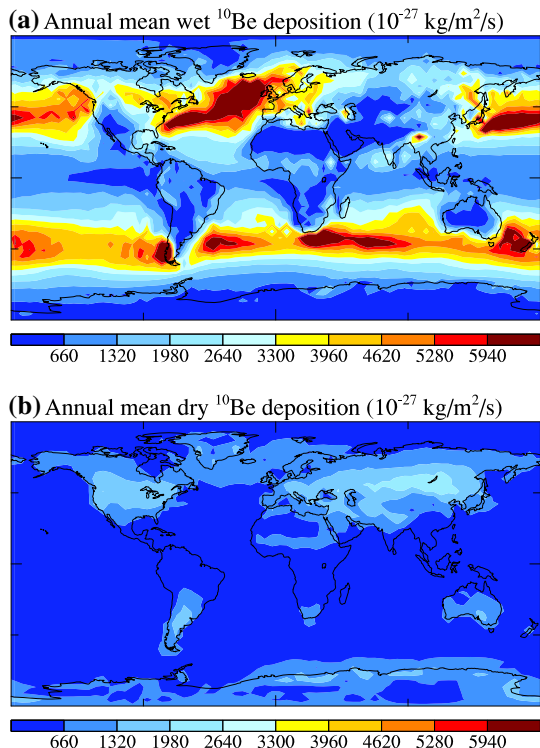 (a) Annual mean wet ¹⁰Be deposition (10⁻²⁷ kg/m²/s)
660 1320 1980 2640 3300 3960 4620 5280 5940
(b) Annual mean dry ¹⁰Be deposition (10⁻²⁷ kg/m²/s)
660 1320 1980 2640 3300 3960 4620 5280 5940